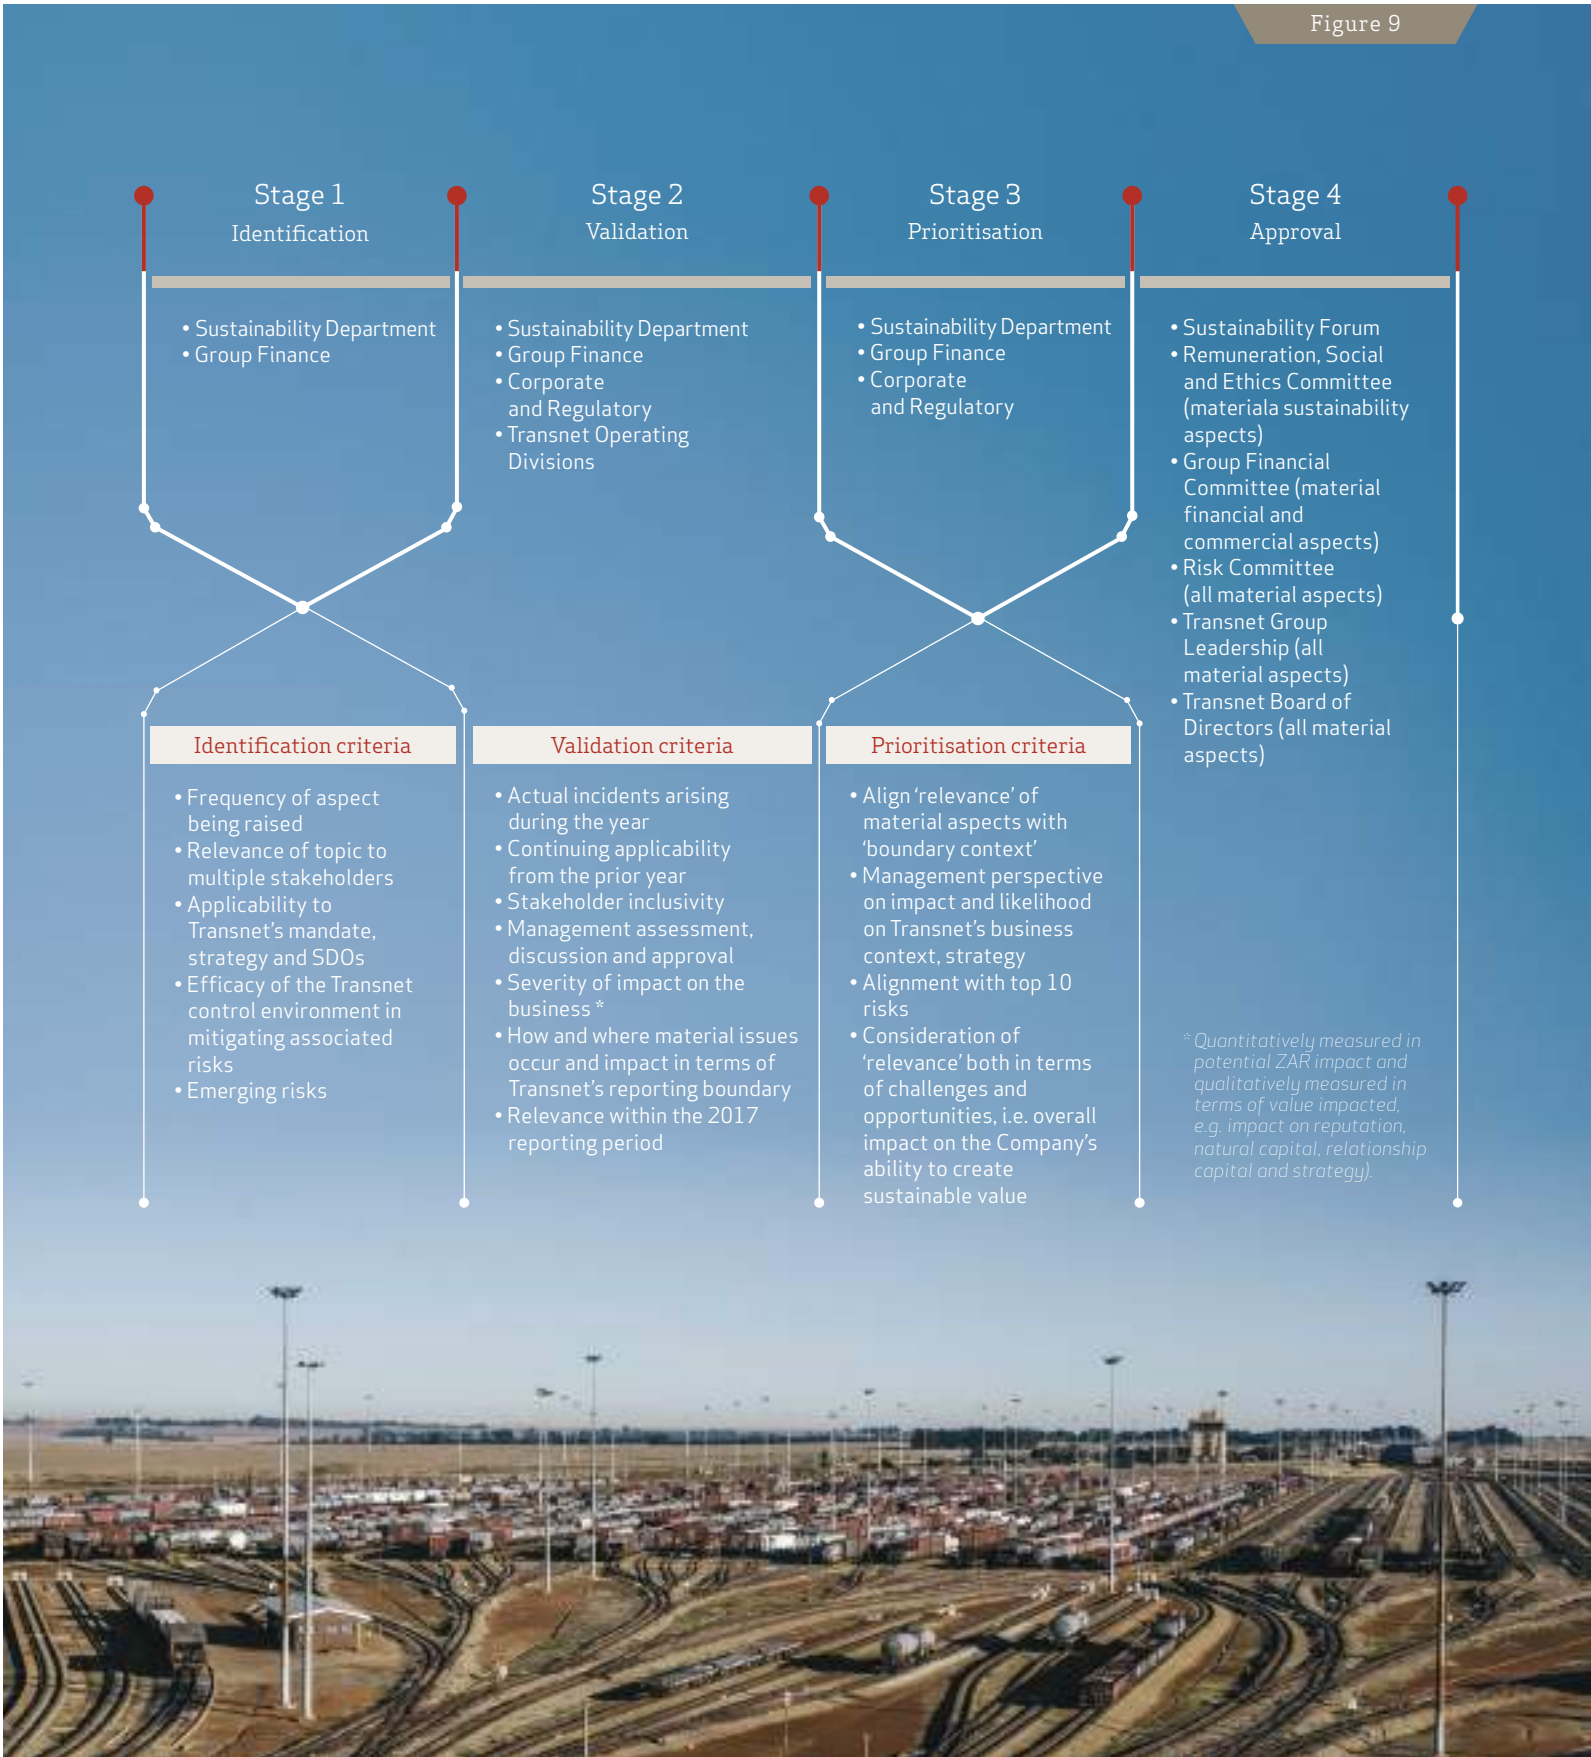 Figure 9
Stage 1
Identification
• Sustainability Department
• Group Finance
Stage 2
Validation
• Sustainability Department
• Group Finance
• Corporate
and Regulatory
• Transnet Operating
Divisions
Stage 3
Prioritisation
• Sustainability Department
• Group Finance
• Corporate
and Regulatory
Stage 4
Approval
• Sustainability Forum
• Remuneration, Social
and Ethics Committee
(materiala sustainability
aspects)
• Group Financial
Committee (material
financial and
commercial aspects)
• Risk Committee
(all material aspects)
• Transnet Group
Leadership (all
material aspects)
• Transnet Board of
Directors (all material
aspects)
Identification criteria
• Frequency of aspect
being raised
• Relevance of topic to
multiple stakeholders
• Applicability to
Transnet’s mandate,
strategy and SDOs
• Efficacy of the Transnet
control environment in
mitigating associated
risks
• Emerging risks
Validation criteria
• Actual incidents arising
during the year
• Continuing applicability
from the prior year
• Stakeholder inclusivity
• Management assessment,
discussion and approval
• Severity of impact on the
business *
• How and where material issues
occur and impact in terms of
Transnet’s reporting boundary
• Relevance within the 2017
reporting period
Prioritisation criteria
• Align ‘relevance’ of
material aspects with
‘boundary context’
• Management perspective
on impact and likelihood
on Transnet’s business
context, strategy
• Alignment with top 10
risks
• Consideration of
‘relevance’ both in terms
of challenges and
opportunities, i.e. overall
impact on the Company’s
ability to create
sustainable value
* Quantitatively measured in
potential ZAR impact and
qualitatively measured in
terms of value impacted,
e.g. impact on reputation,
natural capital, relationship
capital and strategy).